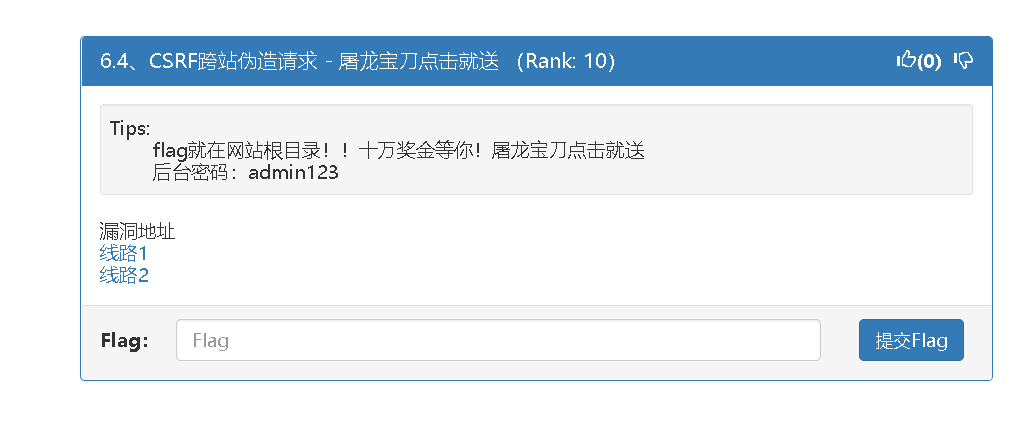 6.4、CSRF跨站伪造请求 - 屠龙宝刀点击就送 （Rank: 10） (0)
Tips:
flag就在网站根目录！！十万奖金等你！屠龙宝刀点击就送
后台密码：admin123
漏洞地址
线路1
线路2
Flag: Flag 提交Flag